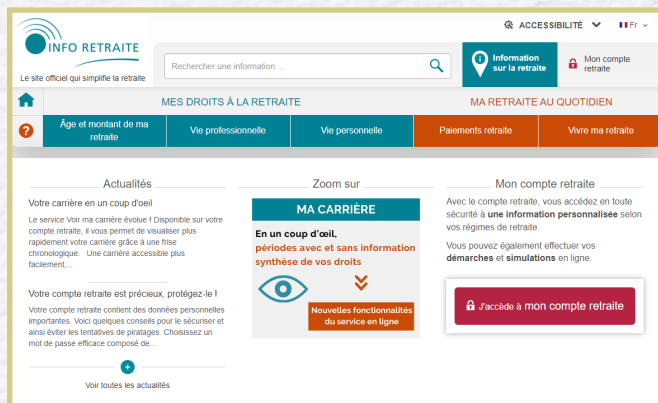 ACCESSIBILITÉ
Fr
INFO RETRAITE
Le site officiel qui simplifie la retraite
Rechercher une information ...
Information
sur la retraite
Mon compte
retraite
MES DROITS À LA RETRAITE
MA RETRAITE AU QUOTIDIEN
?
Âge et montant de ma
retraite
Vie professionnelle
Vie personnelle
Paiements retraite
Vivre ma retraite
Actualités
Votre carrière en un coup d'oeil
Le service Voir ma carrière évolue ! Disponible sur votre
compte retraite, il vous permet de visualiser plus
rapidement votre carrière grâce à une frise
chronologique. Une carrière accessible plus
facilement,...
Votre compte retraite est précieux, protégez-le !
Votre compte retraite contient des données personnelles
importantes. Voici quelques conseils pour le sécuriser et
ainsi éviter les tentatives de piratages. Choisissez un
mot de passe efficace composé de...
Voir toutes les actualités
Zoom sur
MA CARRIÈRE
En un coup d'œil,
périodes avec et sans information
synthèse de vos droits
Nouvelles fonctionnalités
du service en ligne
Mon compte retraite
Avec le compte retraite, vous accédez en toute
sécurité à une information personnalisée selon
vos régimes de retraite.
Vous pouvez également effectuer vos
démarches et simulations en ligne.
J'accède à mon compte retraite